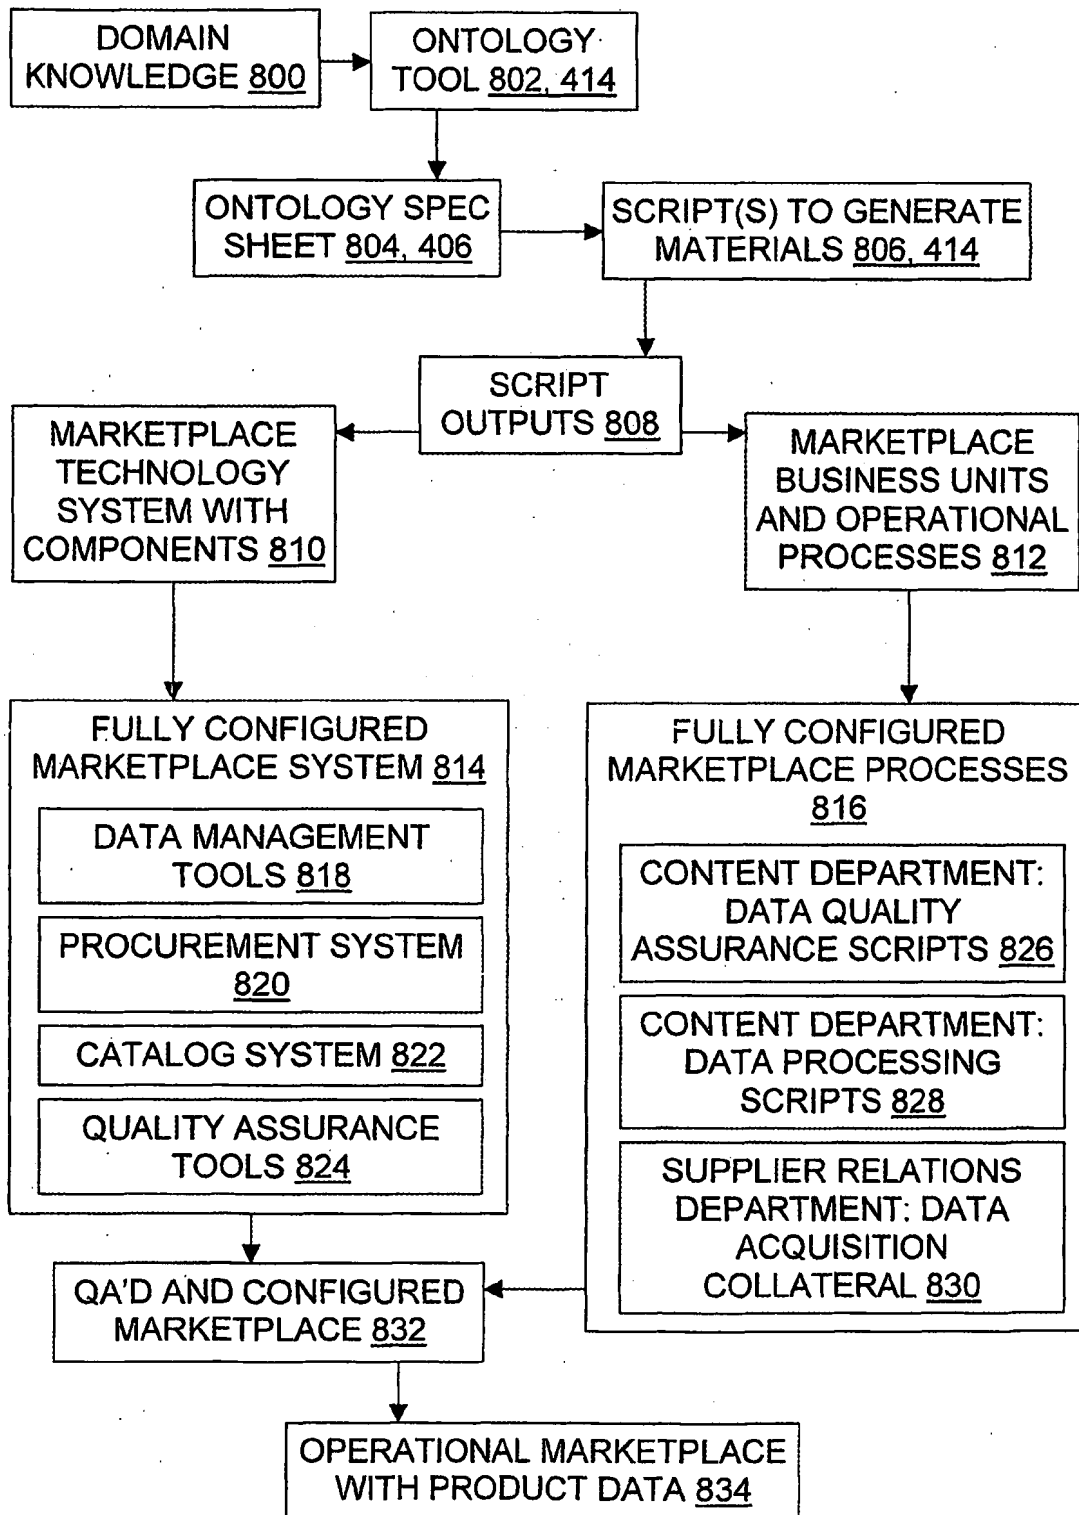 DOMAIN
KNOWLEDGE 800
ONTOLOGY
TOOL 802, 414
ONTOLOGY SPEC
SHEET 804, 406
SCRIPT(S) TO GENERATE
MATERIALS 806, 414
SCRIPT
OUTPUTS 808
MARKETPLACE
TECHNOLOGY
SYSTEM WITH
COMPONENTS 810
MARKETPLACE
BUSINESS UNITS
AND OPERATIONAL
PROCESSES 812
FULLY CONFIGURED
MARKETPLACE SYSTEM 814
DATA MANAGEMENT
TOOLS 818
PROCUREMENT SYSTEM
820
CATALOG SYSTEM 822
QUALITY ASSURANCE
TOOLS 824
FULLY CONFIGURED
MARKETPLACE PROCESSES
816
CONTENT DEPARTMENT:
DATA QUALITY
ASSURANCE SCRIPTS 826
CONTENT DEPARTMENT:
DATA PROCESSING
SCRIPTS 828
SUPPLIER RELATIONS
DEPARTMENT: DATA
ACQUISITION
COLLATERAL 830
QA'D AND CONFIGURED
MARKETPLACE 832
OPERATIONAL MARKETPLACE
WITH PRODUCT DATA 834